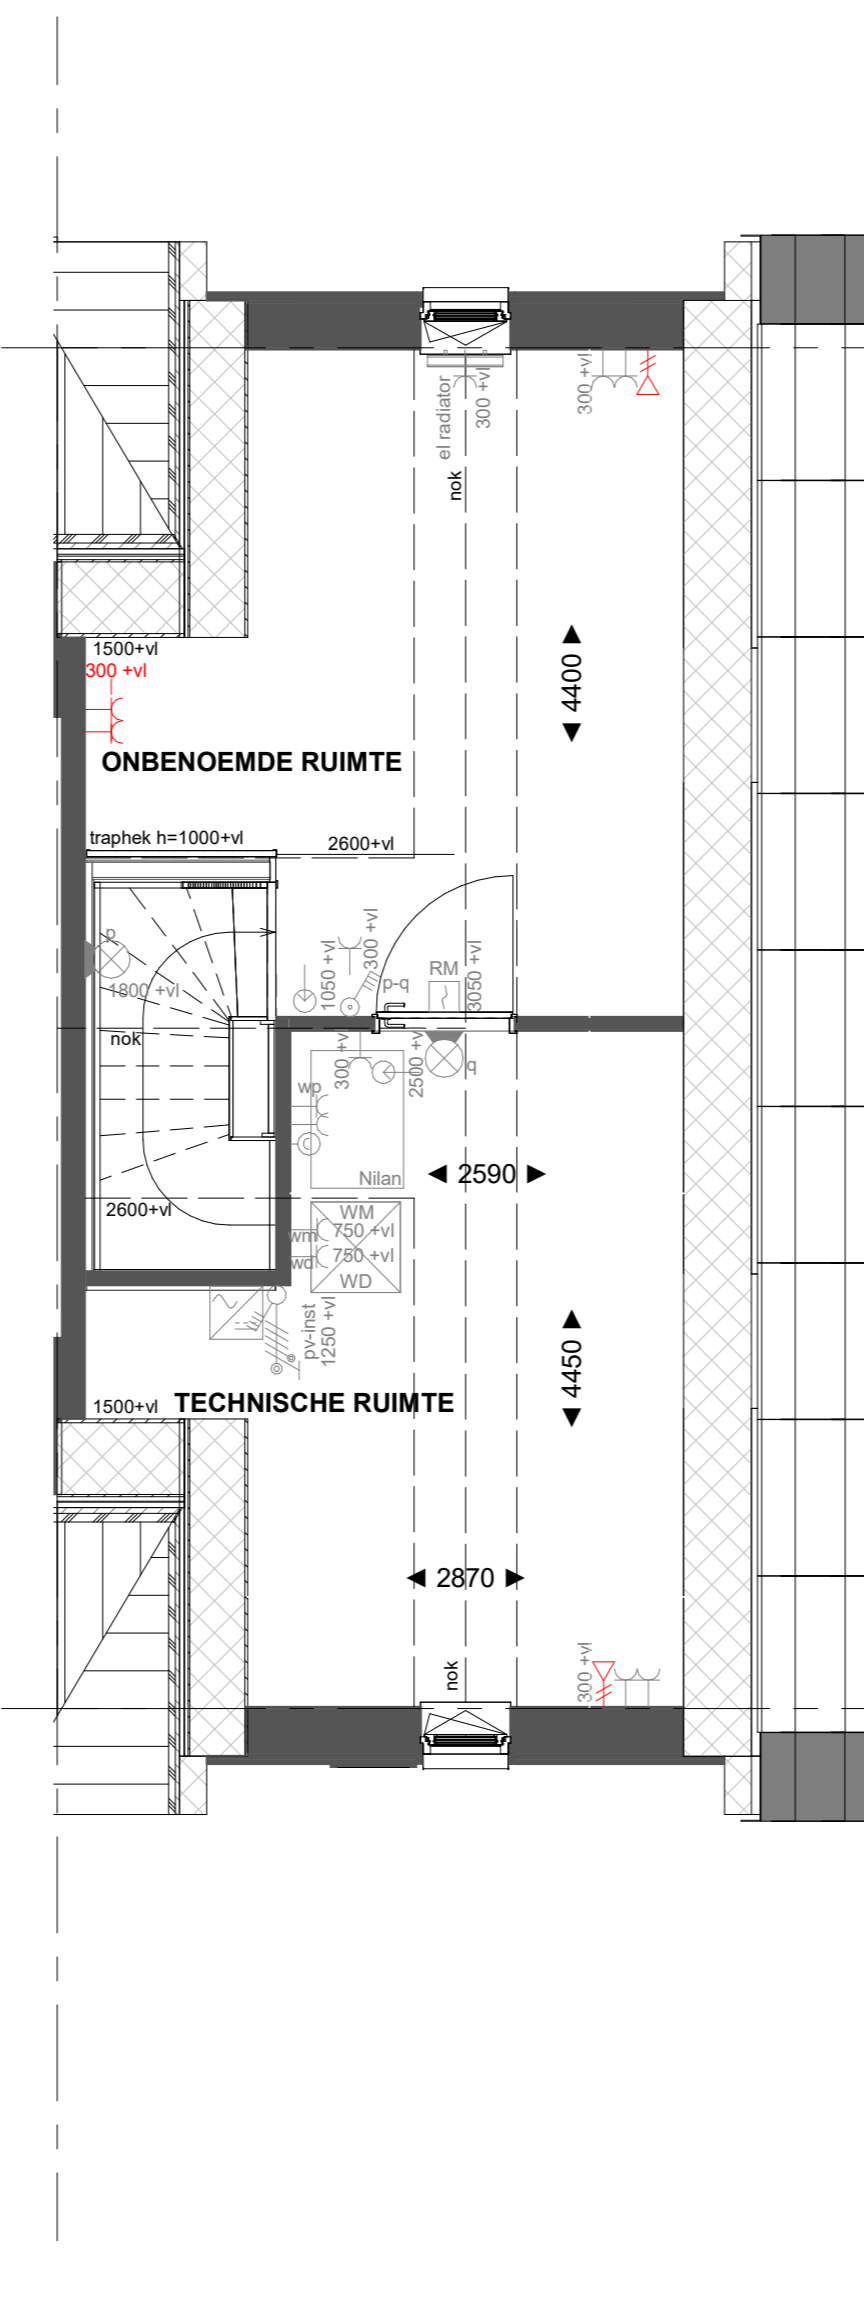 el radiator
300 +vl
300 +vl
nok
1500+vl
300 +vl
◄ 4400 ►
ONBENOEMDE RUIMTE
traphek h=1000+vl
2600+vl
p
1800 +vl
1050 +vl
300 +vl
p-q
RM
3050 +vl
nok
300 +v
2500 +v
q
wp
Nilan
◄ 2590 ►
2600+vl
WM
wm
750 +vl
wd
750 +vl
WD
pv-inst
1250 +vl
◄ 4450 ►
1500+vl
TECHNISCHE RUIMTE
◄ 2870 ►
nok
300 +vl